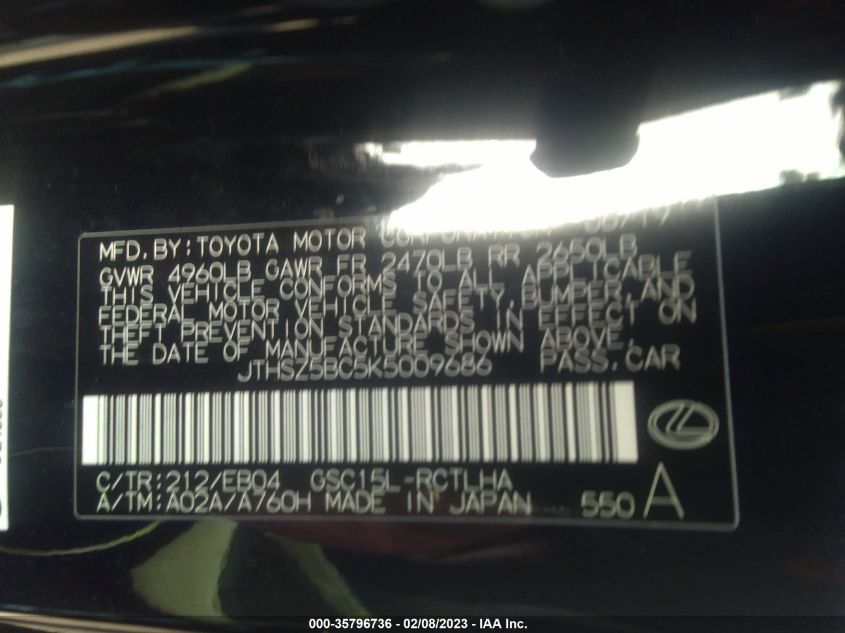 MFD.BY:TOYOTA MOTOR CORPORATION
GVWR 4960LB GAWR FR 2470LB RR 2650LB
THIS VEHICLE CONFORMS TO ALL APPLICABLE
FEDERAL MOTOR VEHICLE SAFETY, BUMPER, AND
THEFT PREVENTION STANDARDS IN EFFECT ON
THE DATE OF MANUFACTURE SHOWN ABOVE.
JTHSZ5BC5K5009686 PASS.CAR
C/TR:212/EB04 GSC15L-RCTLHA
A/TM:A02A/A760H MADE IN JAPAN 550 A
000-35796736 - 02/08/2023 - IAA Inc.